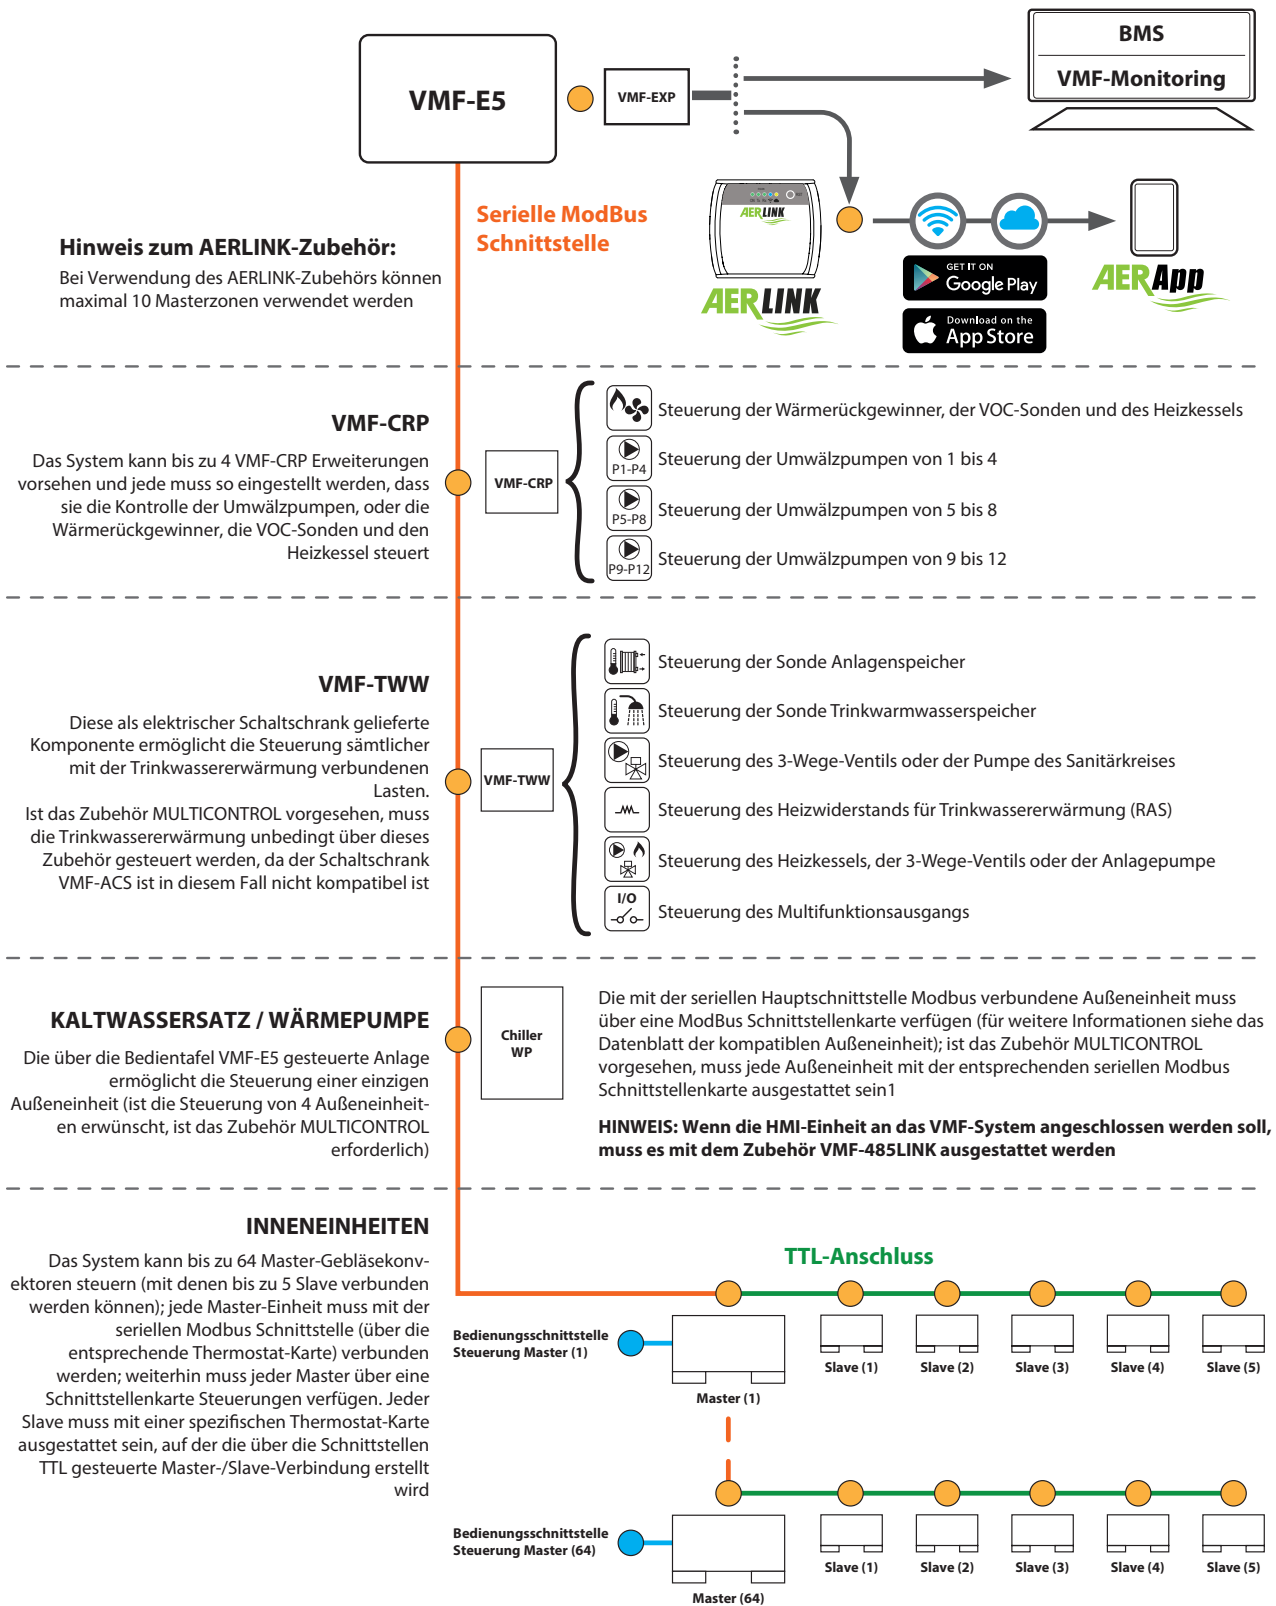 BMS
VMF-Monitoring
VMF-E5
VMF-EXP
Serielle ModBus
Schnittstelle
Hinweis zum AERLINK-Zubehör:
Bei Verwendung des AERLINK-Zubehörs können
maximal 10 Masterzonen verwendet werden
AERLINK
AERLINK
GET IT ON
Google Play
Download on the
App Store
AERApp
VMF-CRP
Das System kann bis zu 4 VMF-CRP Erweiterungen
vorsehen und jede muss so eingestellt werden, dass
sie die Kontrolle der Umwälzpumpen, oder die
Wärmerückgewinner, die VOC-Sonden und den
Heizkessel steuert
VMF-CRP
Steuerung der Wärmerückgewinner, der VOC-Sonden und des Heizkessels
P1-P4
Steuerung der Umwälzpumpen von 1 bis 4
P5-P8
Steuerung der Umwälzpumpen von 5 bis 8
P9-P12
Steuerung der Umwälzpumpen von 9 bis 12
VMF-TWW
Diese als elektrischer Schaltschrank gelieferte
Komponente ermöglicht die Steuerung sämtlicher
mit der Trinkwassererwärmung verbundenen
Lasten.
Ist das Zubehör MULTICONTROL vorgesehen, muss
die Trinkwassererwärmung unbedingt über dieses
Zubehör gesteuert werden, da der Schaltschrank
VMF-ACS ist in diesem Fall nicht kompatibel ist
VMF-TWW
Steuerung der Sonde Anlagenspeicher
Steuerung der Sonde Trinkwarmwasserspeicher
Steuerung des 3-Wege-Ventils oder der Pumpe des Sanitärkreises
Steuerung des Heizwiderstands für Trinkwassererwärmung (RAS)
Steuerung des Heizkessels, der 3-Wege-Ventils oder der Anlagepumpe
I/O
Steuerung des Multifunktionsausgangs
KALTWASSERSATZ / WÄRMEPUMPE
Die über die Bedientafel VMF-E5 gesteuerte Anlage
ermöglicht die Steuerung einer einzigen
Außeneinheit (ist die Steuerung von 4 Außeneinheit-
en erwünscht, ist das Zubehör MULTICONTROL
erforderlich)
Chiller
WP
Die mit der seriellen Hauptschnittstelle Modbus verbundene Außeneinheit muss
über eine ModBus Schnittstellenkarte verfügen (für weitere Informationen siehe das
Datenblatt der kompatiblen Außeneinheit); ist das Zubehör MULTICONTROL
vorgesehen, muss jede Außeneinheit mit der entsprechenden seriellen Modbus
Schnittstellenkarte ausgestattet sein1
HINWEIS: Wenn die HMI-Einheit an das VMF-System angeschlossen werden soll,
muss es mit dem Zubehör VMF-485LINK ausgestattet werden
INNENEINHEITEN
Das System kann bis zu 64 Master-Gebläsekonv-
ektoren steuern (mit denen bis zu 5 Slave verbunden
werden können); jede Master-Einheit muss mit der
seriellen Modbus Schnittstelle (über die
entsprechende Thermostat-Karte) verbunden
werden; weiterhin muss jeder Master über eine
Schnittstellenkarte Steuerungen verfügen. Jeder
Slave muss mit einer spezifischen Thermostat-Karte
ausgestattet sein, auf der die über die Schnittstellen
TTL gesteuerte Master-/Slave-Verbindung erstellt
wird
TTL-Anschluss
Bedienungsschnittstelle
Steuerung Master (1)
Master (1)
Slave (1)
Slave (2)
Slave (3)
Slave (4)
Slave (5)
Bedienungsschnittstelle
Steuerung Master (64)
Master (64)
Slave (1)
Slave (2)
Slave (3)
Slave (4)
Slave (5)